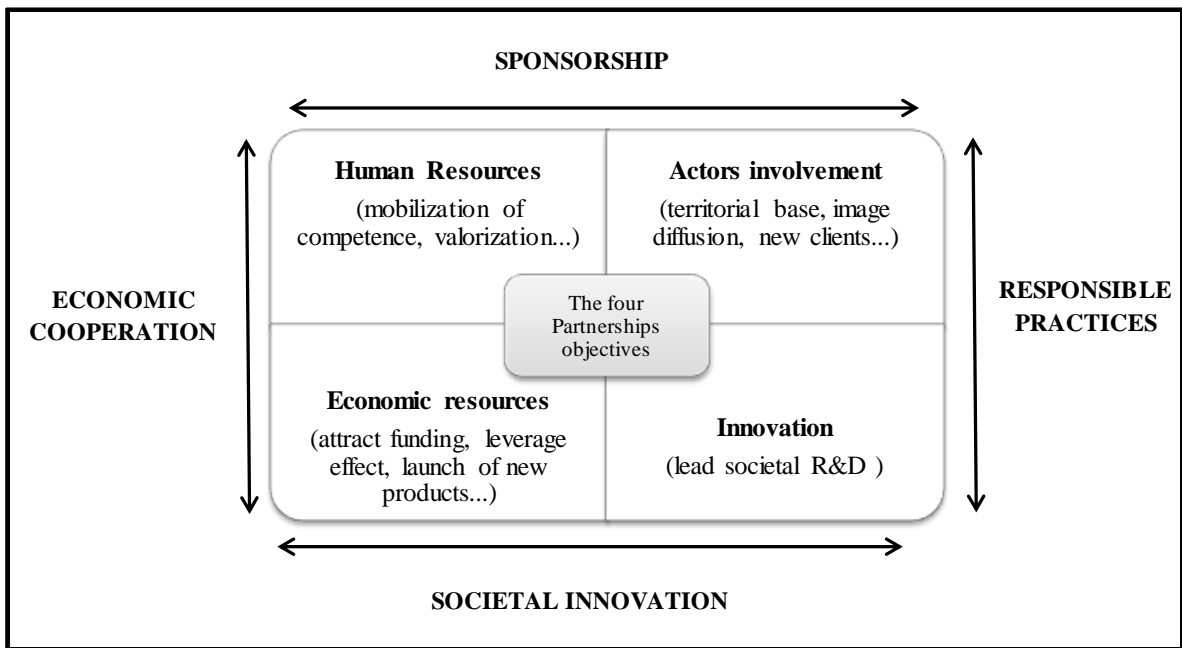 SPONSORSHIP
Human Resources
(mobilization of
competence, valorization...)
Actors involvement
(territorial base, image
diffusion, new clients...)
ECONOMIC
COOPERATION
The four
Partnerships
objectives
RESPONSIBLE
PRACTICES
Economic resources
(attract funding, leverage
effect, launch of new
products...)
Innovation
(lead societal R&D )
SOCIETAL INNOVATION